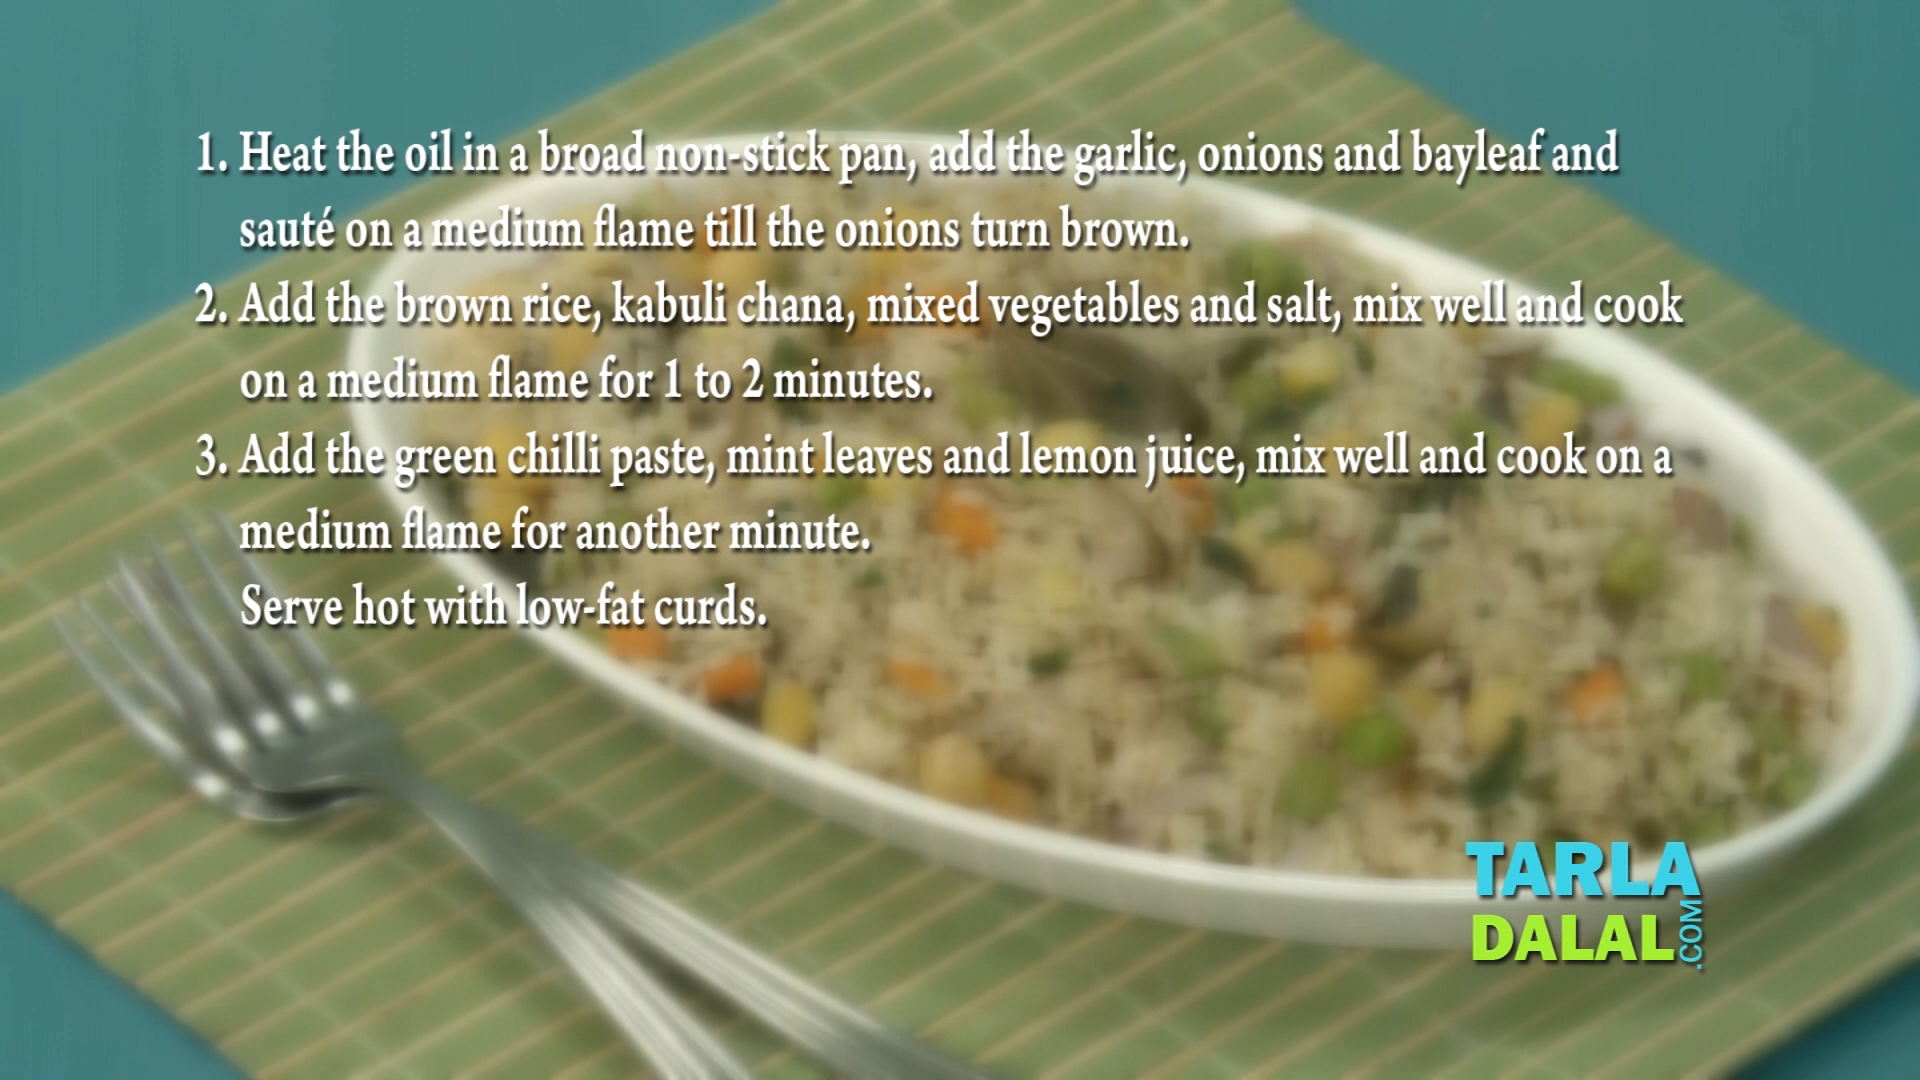 1. Heat the oil in a broad non-stick pan, add the garlic, onions and bayleaf and
sauté on a medium flame till the onions turn brown.
2. Add the brown rice, kabuli chana, mixed vegetables and salt, mix well and cook
on a medium flame for 1 to 2 minutes.
3. Add the green chilli paste, mint leaves and lemon juice, mix well and cook on a
medium flame for another minute.
Serve hot with low-fat curds.
TARLA
DALAL
.COM